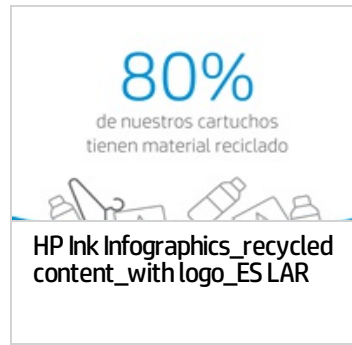 80%
de nuestros cartuchos
tienen material reciclado
HP Ink Infographics_recycled
content_with logo_ES LAR